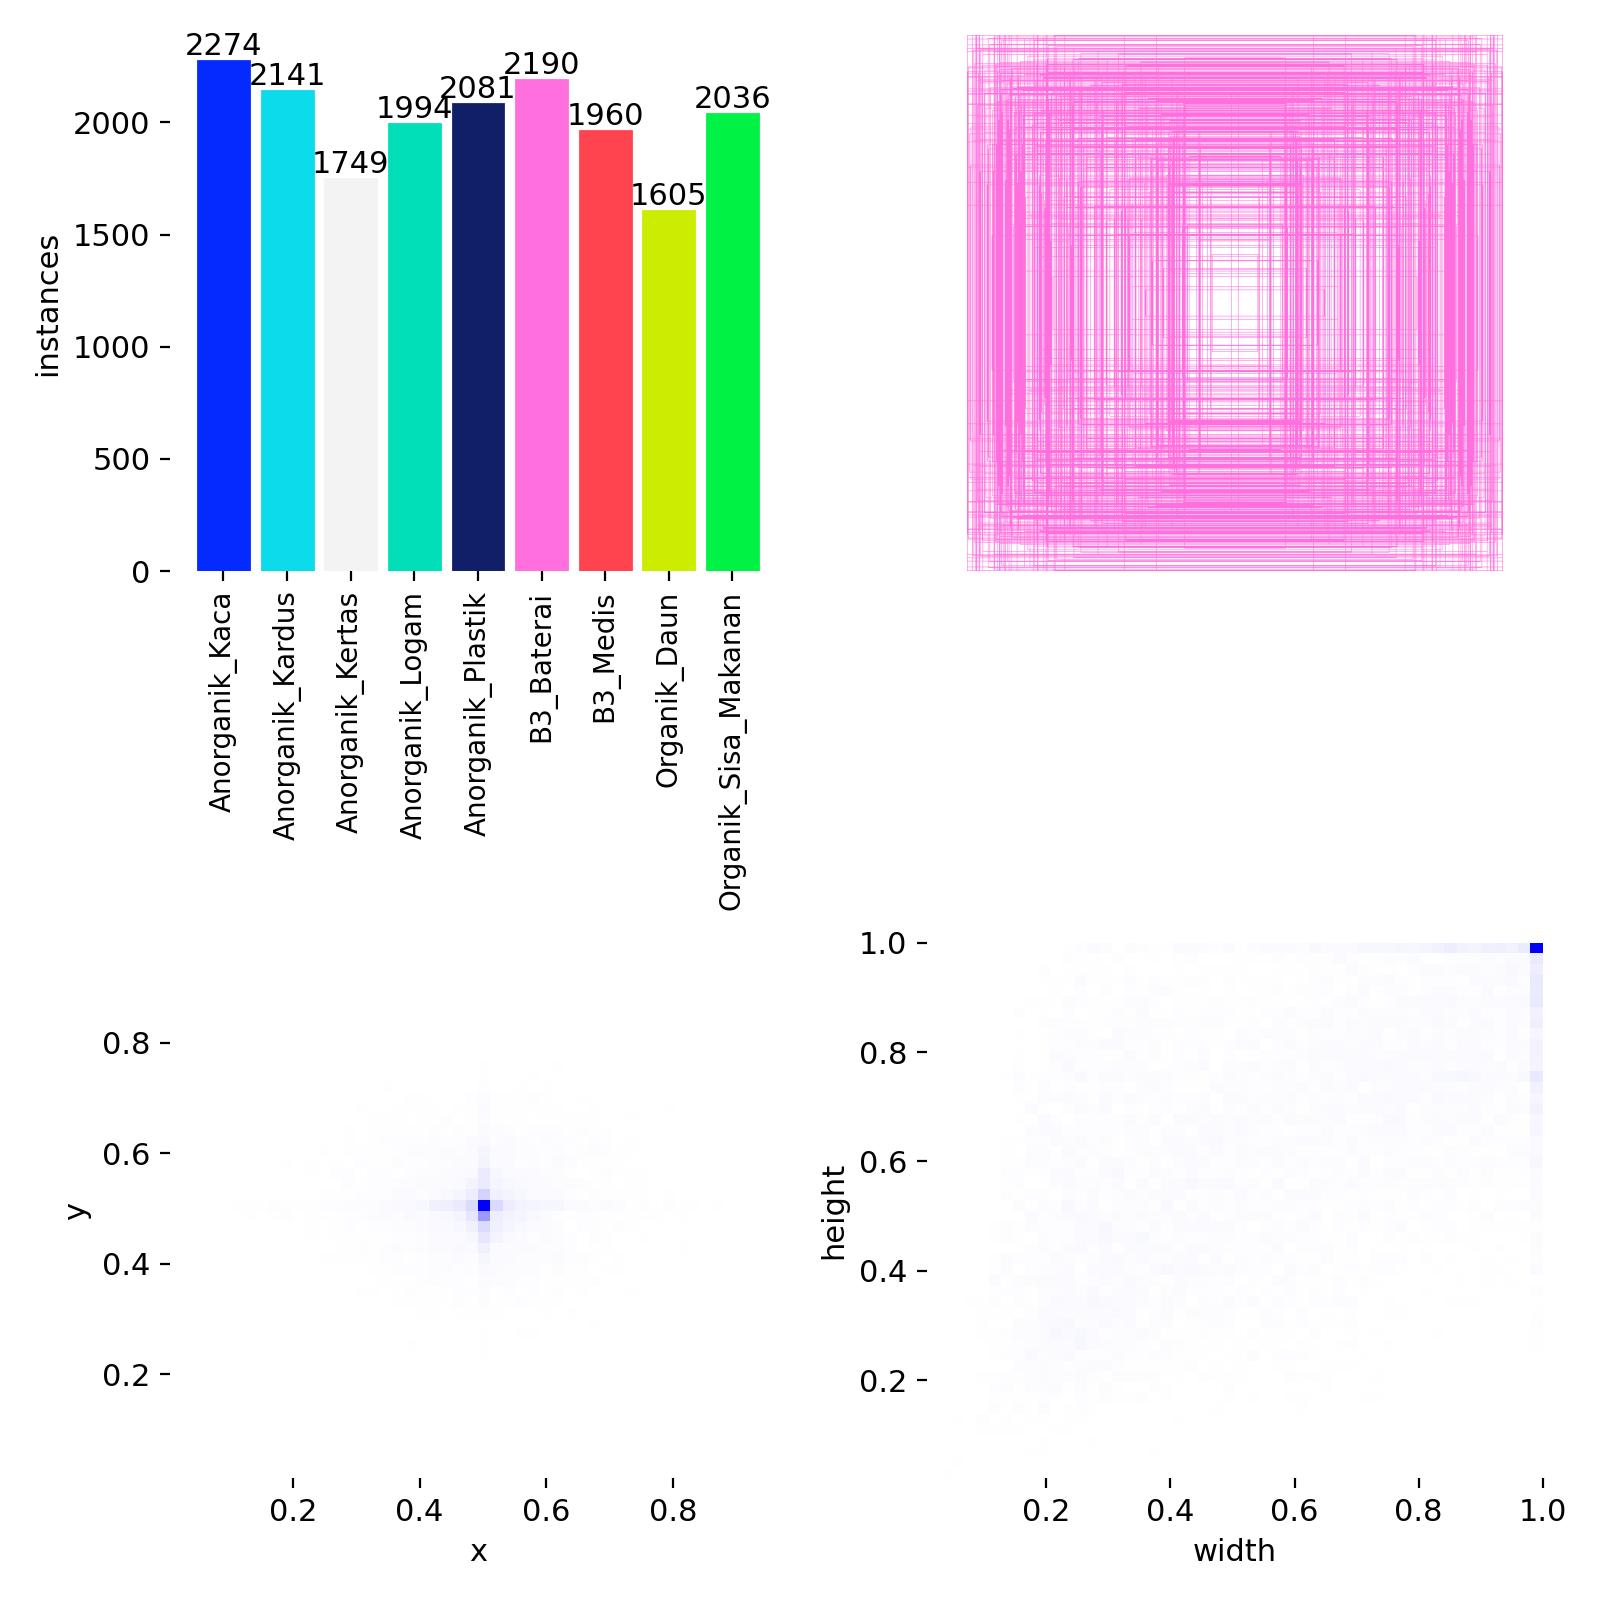 2274
2141
1749
1994
2081
2190
1960
1605
2036
instances
2000
1500
1000
500
0
Anorganik_Kaca
Anorganik_Kardus
Anorganik_Kertas
Anorganik_Logam
Anorganik_Plastik
B3_Baterai
B3_Medis
Organik_Daun
Organik_Sisa_Makanan
y
0.8
0.6
0.4
0.2
0.2 0.4 0.6 0.8
x
height
1.0
0.8
0.6
0.4
0.2
0.2 0.4 0.6 0.8 1.0
width